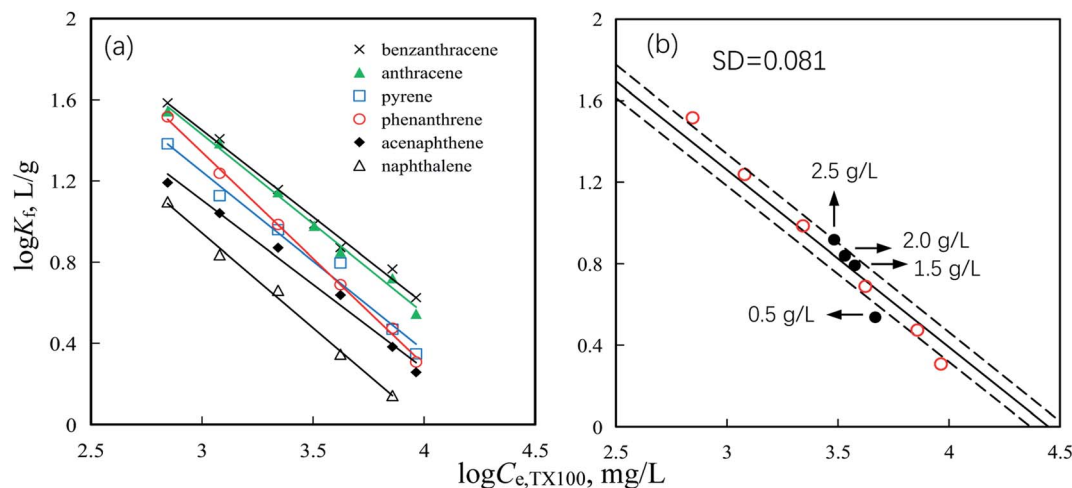 (a)
benzanthracene
anthracene
pyrene
phenanthrene
acenaphthene
naphthalene
logKf, L/g
2.0
1.6
1.2
0.8
0.4
0
2.5
3
3.5
4
4.5
(b)
SD=0.081
2.5 g/L
2.0 g/L
1.5 g/L
0.5 g/L
2
1.6
1.2
0.8
0.4
0
2.5
3
3.5
4
4.5
logCe,TX100, mg/L